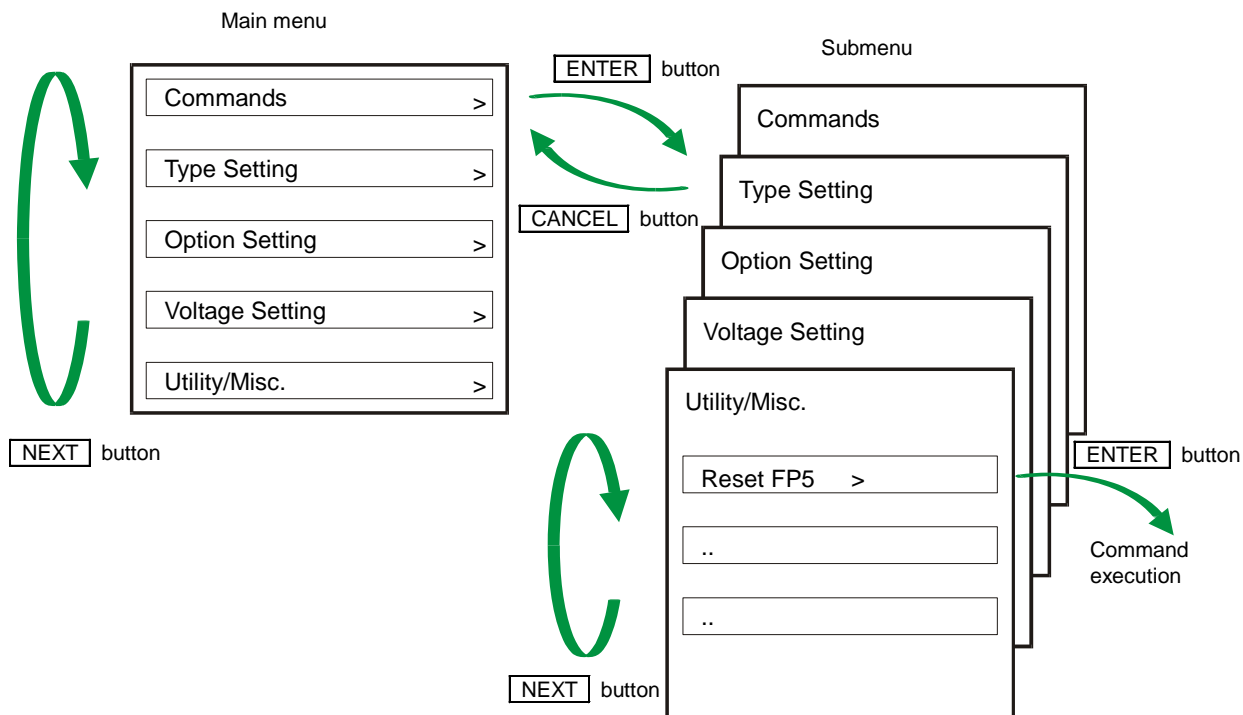 Main menu
Commands >
Type Setting >
Option Setting >
Voltage Setting >
Utility/Misc. >
NEXT button
ENTER button
CANCEL button
Submenu
Commands
Type Setting
Option Setting
Voltage Setting
Utility/Misc.
Reset FP5 >
..
..
NEXT button
ENTER button
Command
execution